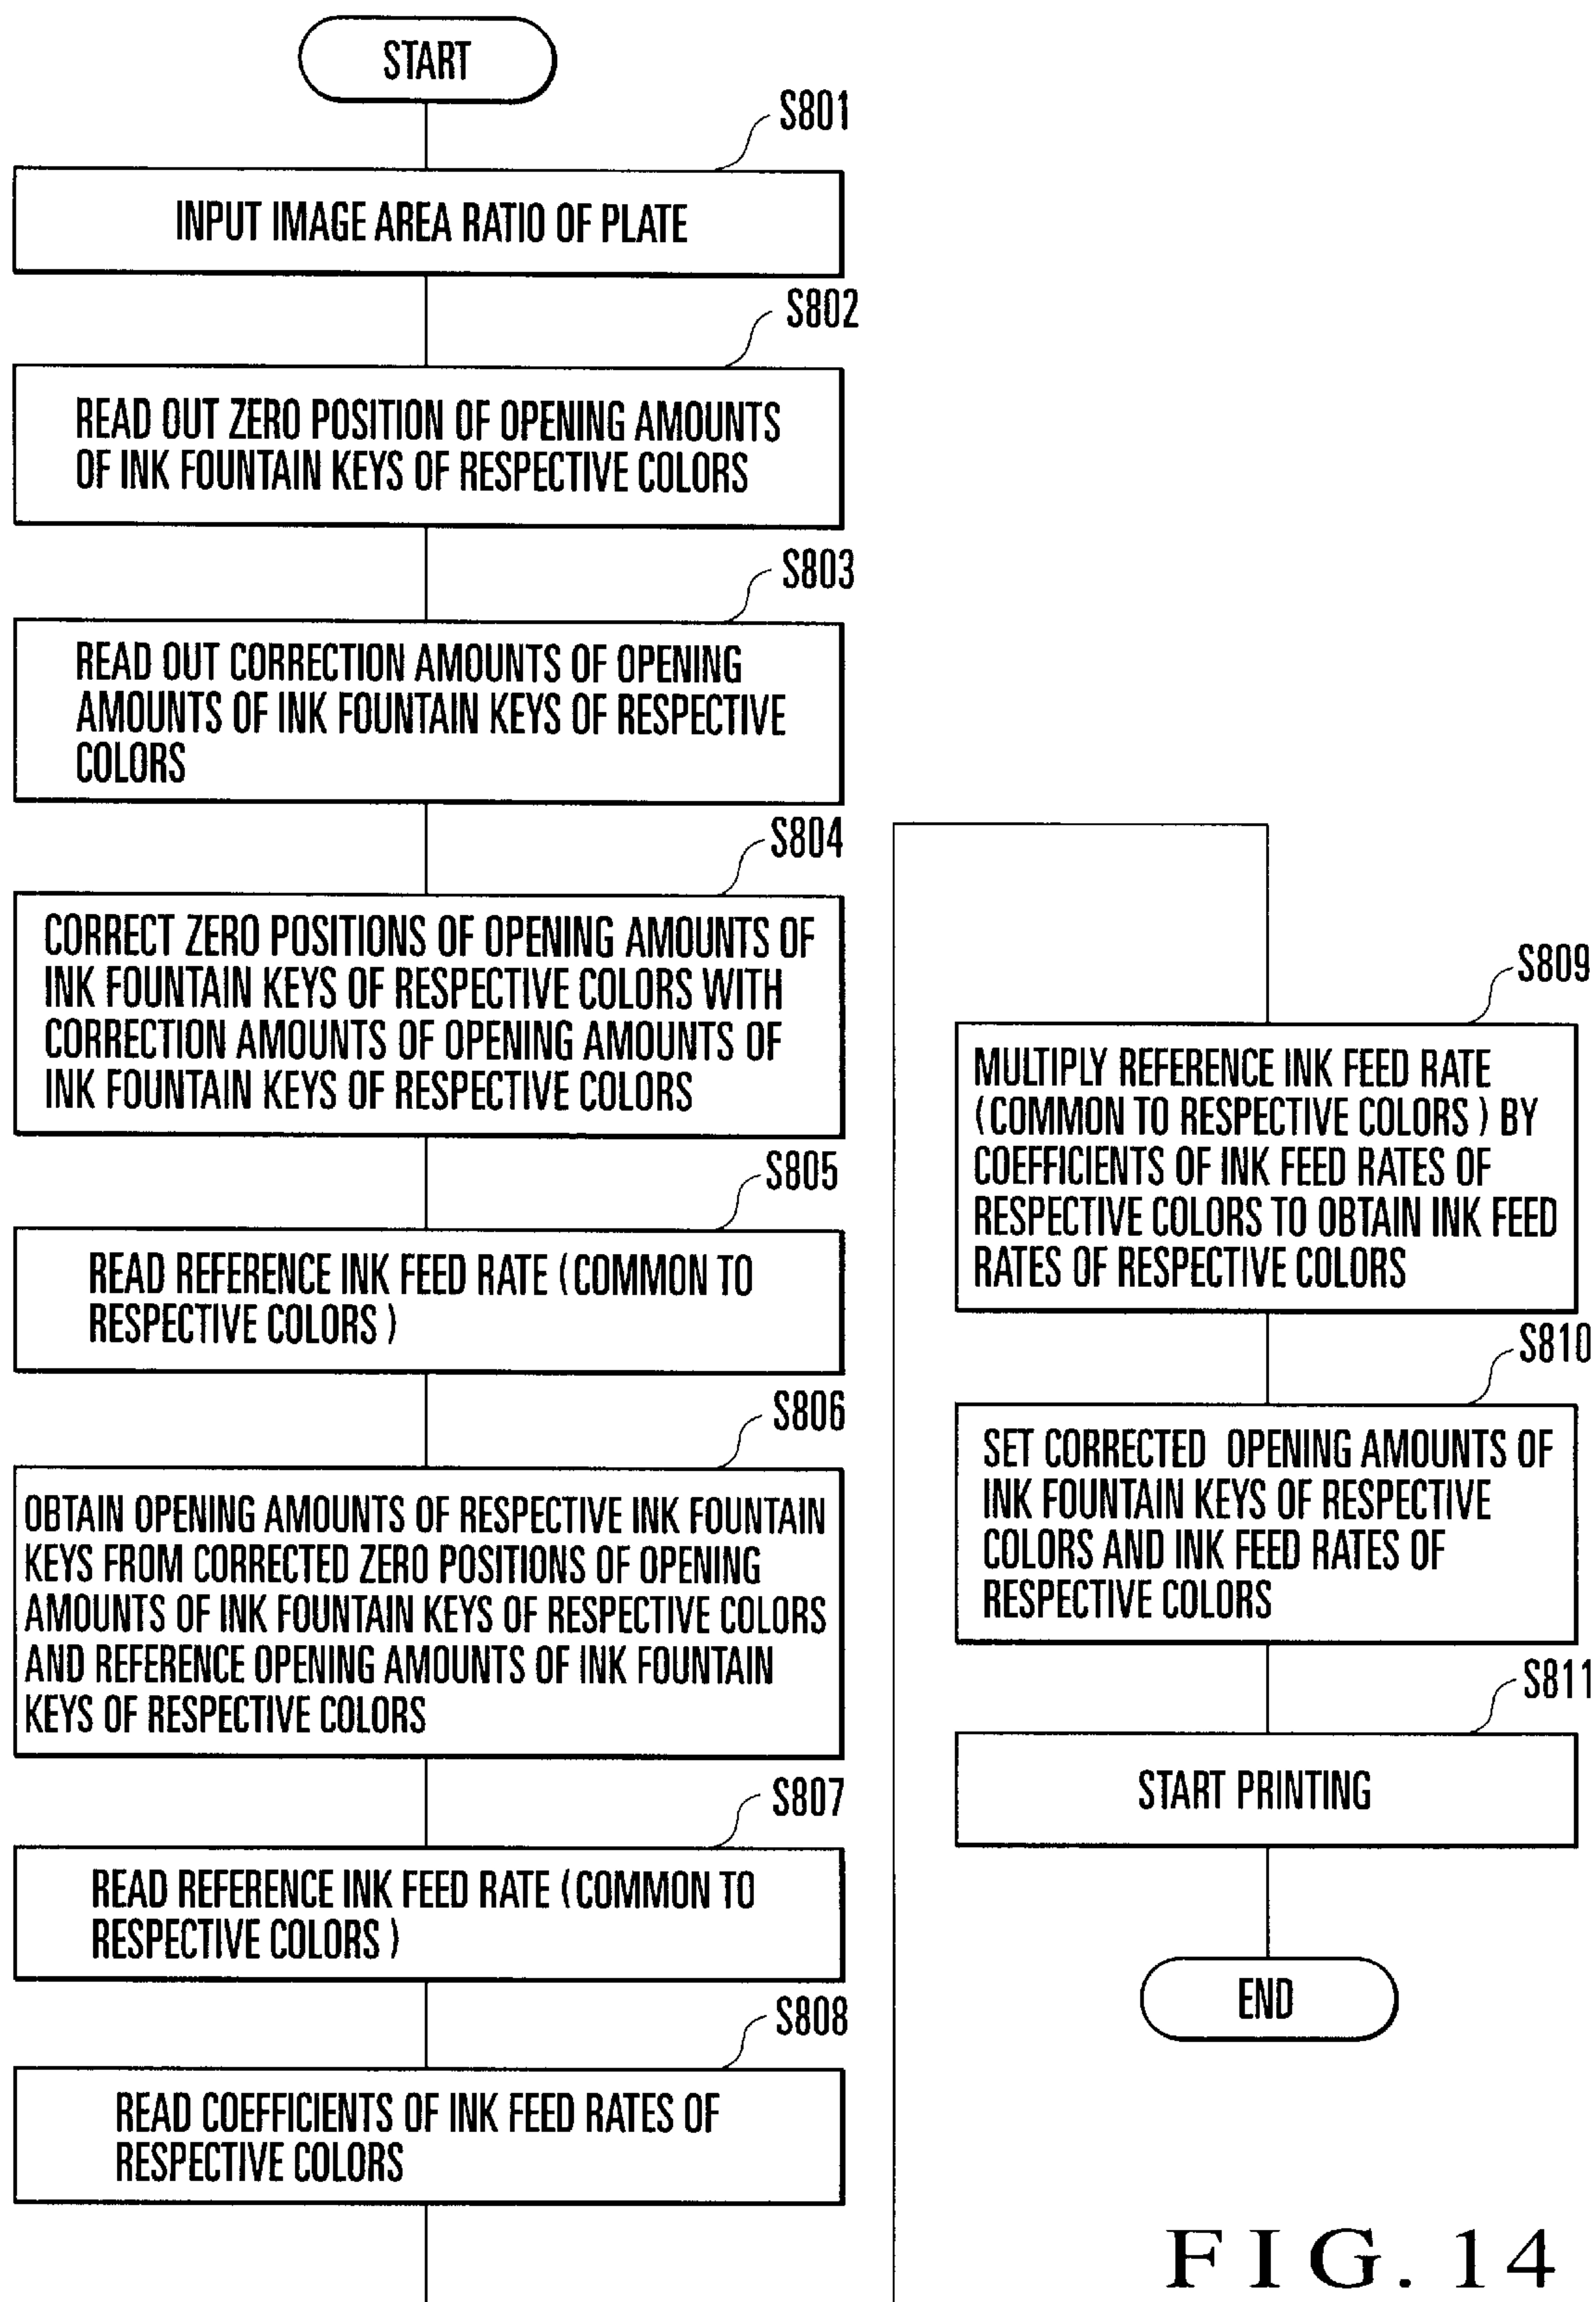 START
S801
INPUT IMAGE AREA RATIO OF PLATE
S802
READ OUT ZERO POSITION OF OPENING AMOUNTS
OF INK FOUNTAIN KEYS OF RESPECTIVE COLORS
S803
READ OUT CORRECTION AMOUNTS OF OPENING
AMOUNTS OF INK FOUNTAIN KEYS OF RESPECTIVE
COLORS
S804
CORRECT ZERO POSITIONS OF OPENING AMOUNTS OF
INK FOUNTAIN KEYS OF RESPECTIVE COLORS WITH
CORRECTION AMOUNTS OF OPENING AMOUNTS OF
INK FOUNTAIN KEYS OF RESPECTIVE COLORS
S805
READ REFERENCE INK FEED RATE (COMMON TO
RESPECTIVE COLORS )
S806
OBTAIN OPENING AMOUNTS OF RESPECTIVE INK FOUNTAIN
KEYS FROM CORRECTED ZERO POSITIONS OF OPENING
AMOUNTS OF INK FOUNTAIN KEYS OF RESPECTIVE COLORS
AND REFERENCE OPENING AMOUNTS OF INK FOUNTAIN
KEYS OF RESPECTIVE COLORS
S807
READ REFERENCE INK FEED RATE (COMMON TO
RESPECTIVE COLORS )
S808
READ COEFFICIENTS OF INK FEED RATES OF
RESPECTIVE COLORS
S809
MULTIPLY REFERENCE INK FEED RATE
(COMMON TO RESPECTIVE COLORS ) BY
COEFFICIENTS OF INK FEED RATES OF
RESPECTIVE COLORS TO OBTAIN INK FEED
RATES OF RESPECTIVE COLORS
S810
SET CORRECTED OPENING AMOUNTS OF
INK FOUNTAIN KEYS OF RESPECTIVE
COLORS AND INK FEED RATES OF
RESPECTIVE COLORS
S811
START PRINTING
END
FIG. 14